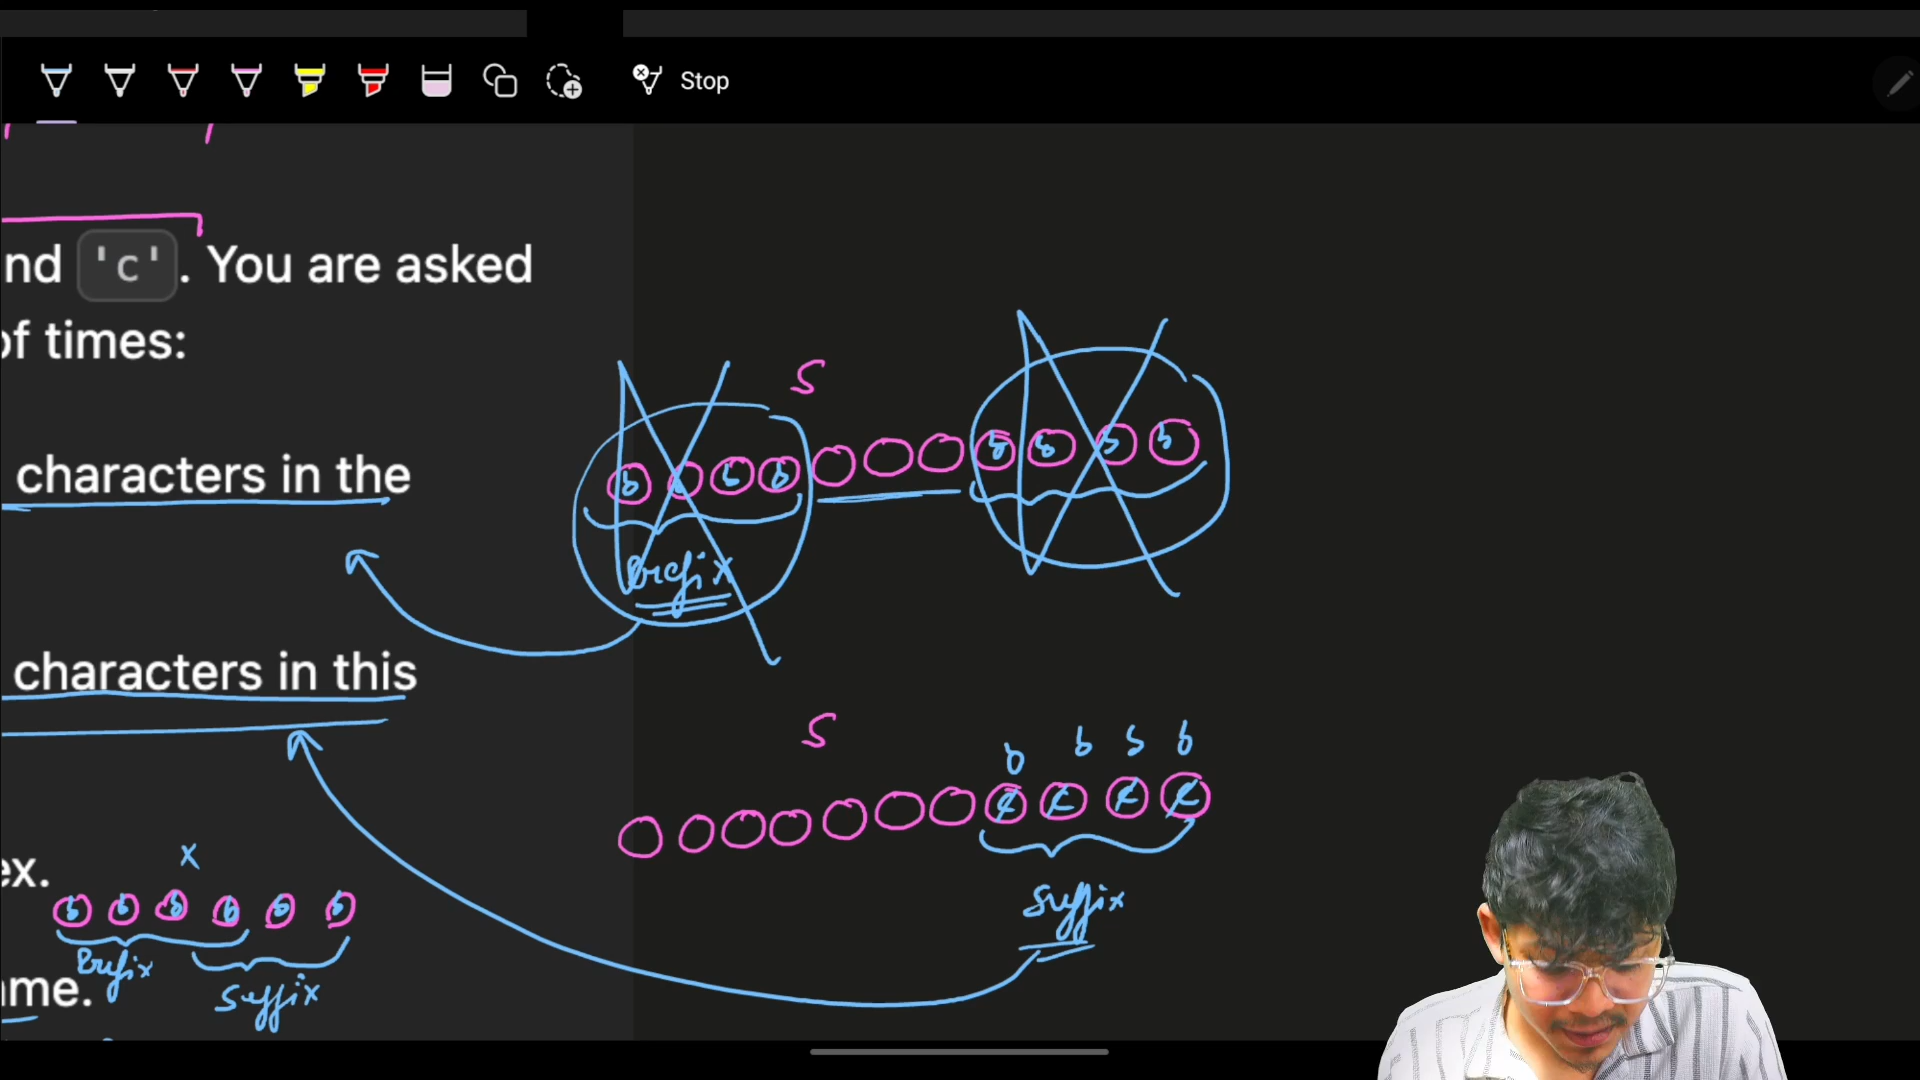 Stop
nd 'c'. You are asked
of times:
S
b b b b b b b
characters in the
Prefix
characters in this
S
b b b b
c c c c
ex.
x
b b b b b b
Suffix
Prefix
Suffix
me.